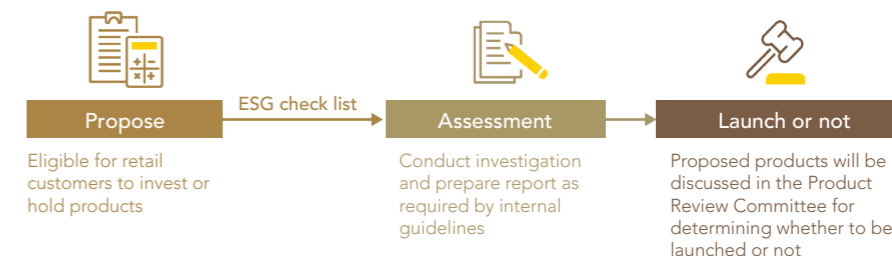 ESG check list
Propose
Assessment
Launch or not
Eligible for retail
customers to invest or
hold products
Conduct investigation
and prepare report as
required by internal
guidelines
Proposed products will be
discussed in the Product
Review Committee for
determining whether to be
launched or not